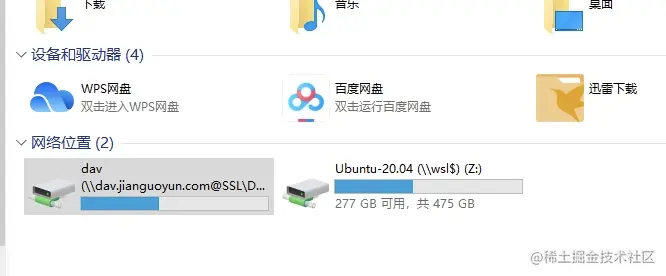 下载
音乐
桌面
设备和驱动器 (4)
WPS网盘
双击进入WPS网盘
百度网盘
双击运行百度网盘
迅雷下载
网络位置 (2)
dav
(\\dav.jianguoyun.com@SSL\D...
Ubuntu-20.04 (\\wsl$) (Z:)
277 GB 可用，共 475 GB
@稀土掘金技术社区